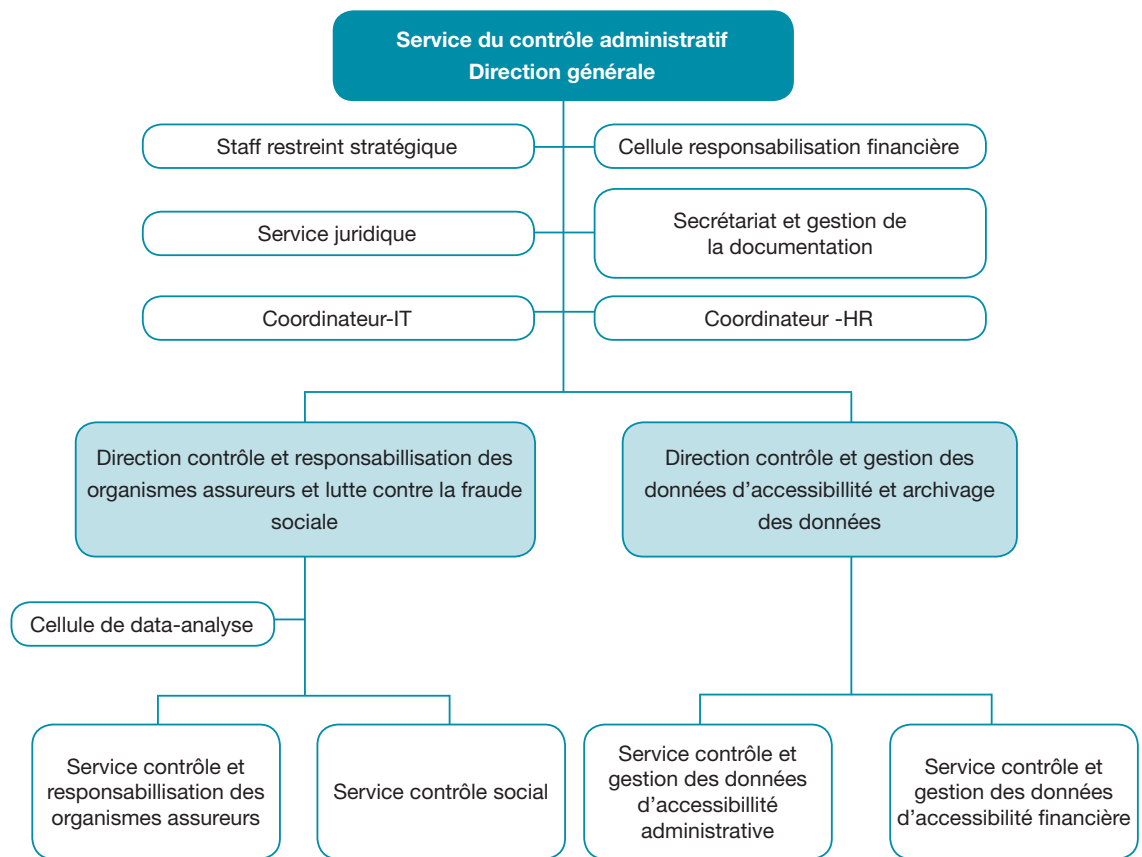 Service du contrôle administratif
Direction générale
Staff restreint stratégique
Cellule responsabilisation financière
Service juridique
Secrétariat et gestion de
la documentation
Coordinateur-IT
Coordinateur -HR
Direction contrôle et responsabillisation des
organismes assureurs et lutte contre la fraude
sociale
Direction contrôle et gestion des
données d'accessibillité et archivage
des données
Cellule de data-analyse
Service contrôle et
responsabillisation des
organismes assureurs
Service contrôle social
Service contrôle et
gestion des données
d'accessibillité
administrative
Service contrôle et
gestion des données
d'accessibilité financière